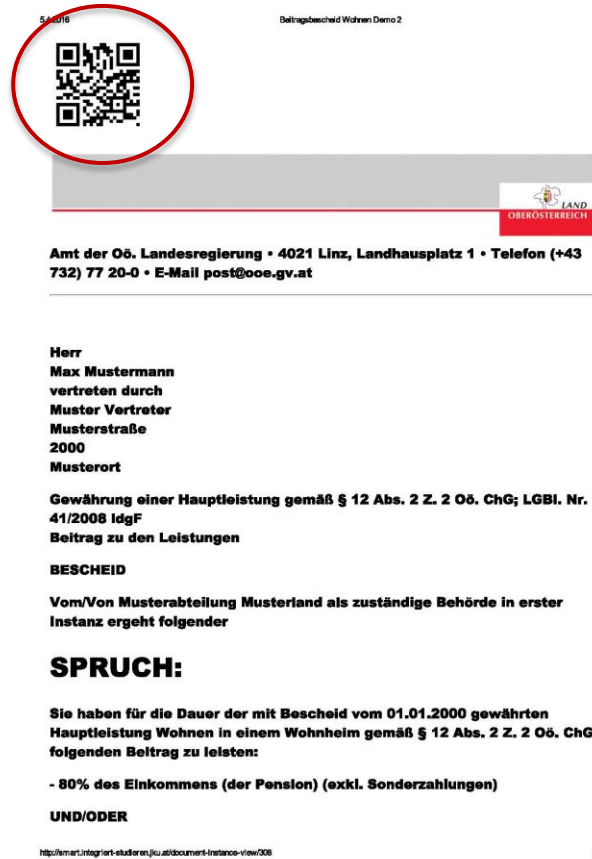 Beitragsbescheid Wohnen Demo 2
LAND
OBERÖSTERREICH
Amt der Oö. Landesregierung • 4021 Linz, Landhausplatz 1 • Telefon (+43
732) 77 20-0 • E-Mail post@ooe.gv.at
Herr
Max Mustermann
vertreten durch
Muster Vertreter
Musterstraße
2000
Musterort
Gewährung einer Hauptleistung gemäß § 12 Abs. 2 Z. 2 Oö. ChG; LGBl. Nr.
41/2008 idgF
Beitrag zu den Leistungen
BESCHEID
Vom/Von Musterabteilung Musterland als zuständige Behörde in erster
Instanz ergeht folgender
SPRUCH:
Sie haben für die Dauer der mit Bescheid vom 01.01.2000 gewährten
Hauptleistung Wohnen in einem Wohnheim gemäß § 12 Abs. 2 Z. 2 Oö. ChG
folgenden Beitrag zu leisten:
- 80% des Einkommens (der Pension) (exkl. Sonderzahlungen)
UND/ODER
http://smart.integriert-studieren.jku.at/document-instance-view/308